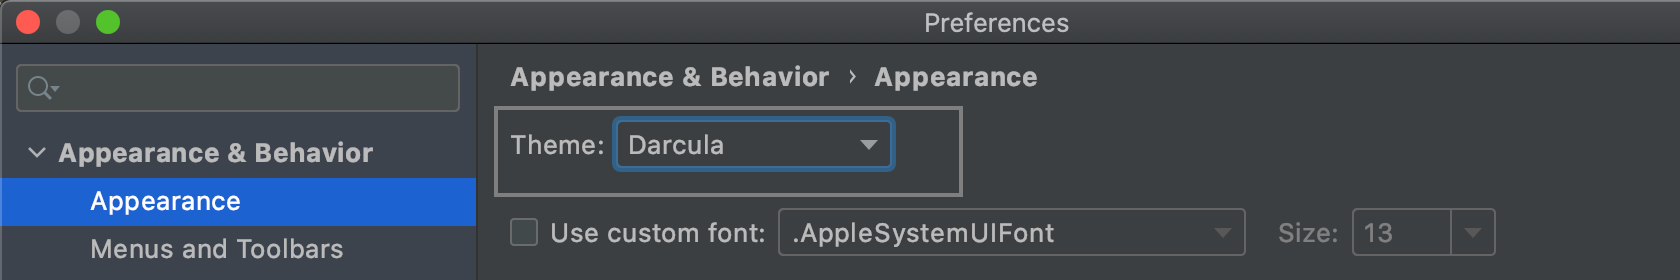 Preferences
Appearance & Behavior
Appearance
Menus and Toolbars
Appearance & Behavior › Appearance
Theme: Darcula
Use custom font: .AppleSystemUIFont Size: 13